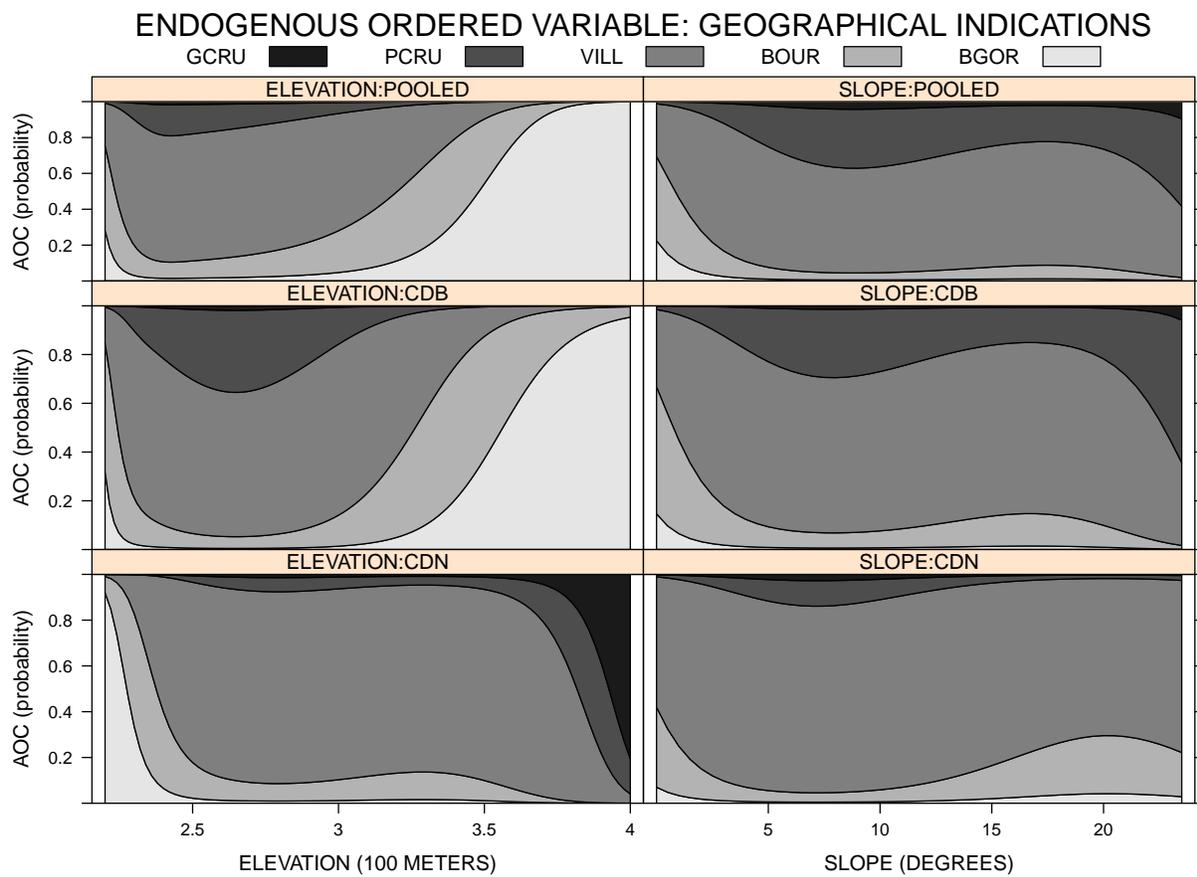 ENDOGENOUS ORDERED VARIABLE: GEOGRAPHICAL INDICATIONS
GCRU PCRU VILL BOUR BGOR
ELEVATION:POOLED SLOPE:POOLED
AOC (probability)
0.8
0.6
0.4
0.2
ELEVATION:CDB SLOPE:CDB
AOC (probability)
0.8
0.6
0.4
0.2
ELEVATION:CDN SLOPE:CDN
AOC (probability)
0.8
0.6
0.4
0.2
2.5 3 3.5 4 5 10 15 20
ELEVATION (100 METERS) SLOPE (DEGREES)